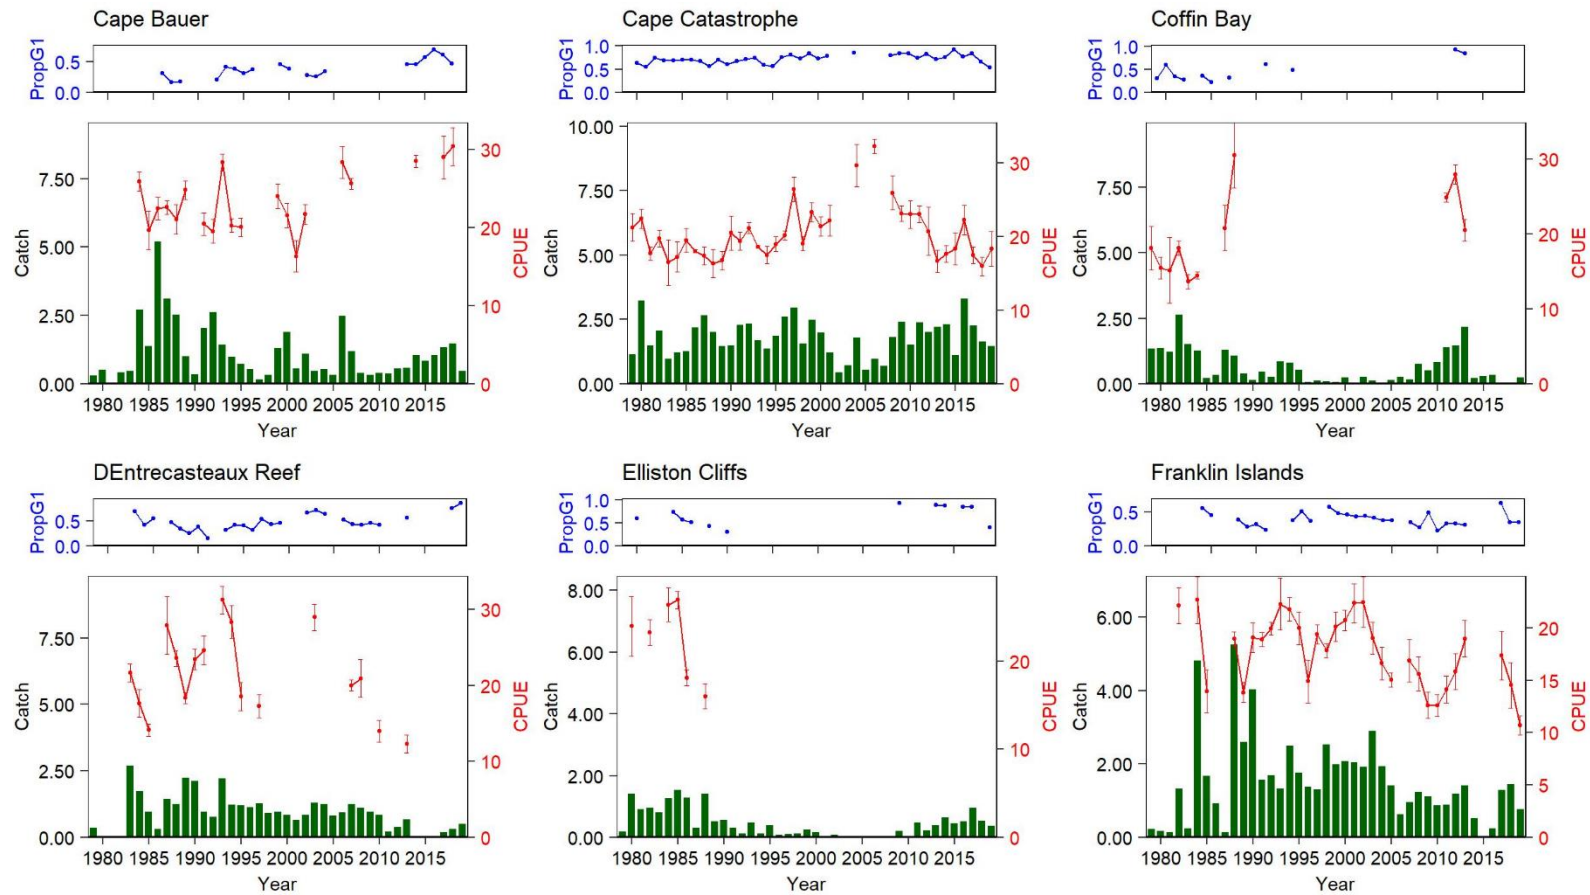 Cape Bauer
PropG1
0.5
0.0
Catch
7.50
5.00
2.50
0.00
30
20
10
0
CPUE
1980 1985 1990 1995 2000 2005 2010 2015
Year
Cape Catastrophe
PropG1
1.0
0.5
0.0
Catch
10.00
7.50
5.00
2.50
0.00
30
20
10
0
CPUE
1980 1985 1990 1995 2000 2005 2010 2015
Year
Coffin Bay
PropG1
1.0
0.5
0.0
Catch
7.50
5.00
2.50
0.00
30
20
10
0
CPUE
1980 1985 1990 1995 2000 2005 2010 2015
Year
DEntrecasteaux Reef
PropG1
0.5
0.0
Catch
7.50
5.00
2.50
0.00
30
20
10
0
CPUE
1980 1985 1990 1995 2000 2005 2010 2015
Year
Elliston Cliffs
PropG1
1.0
0.5
0.0
Catch
8.00
6.00
4.00
2.00
0.00
20
10
0
CPUE
1980 1985 1990 1995 2000 2005 2010 2015
Year
Franklin Islands
PropG1
0.5
0.0
Catch
6.00
4.00
2.00
0.00
20
15
10
5
0
CPUE
1980 1985 1990 1995 2000 2005 2010 2015
Year